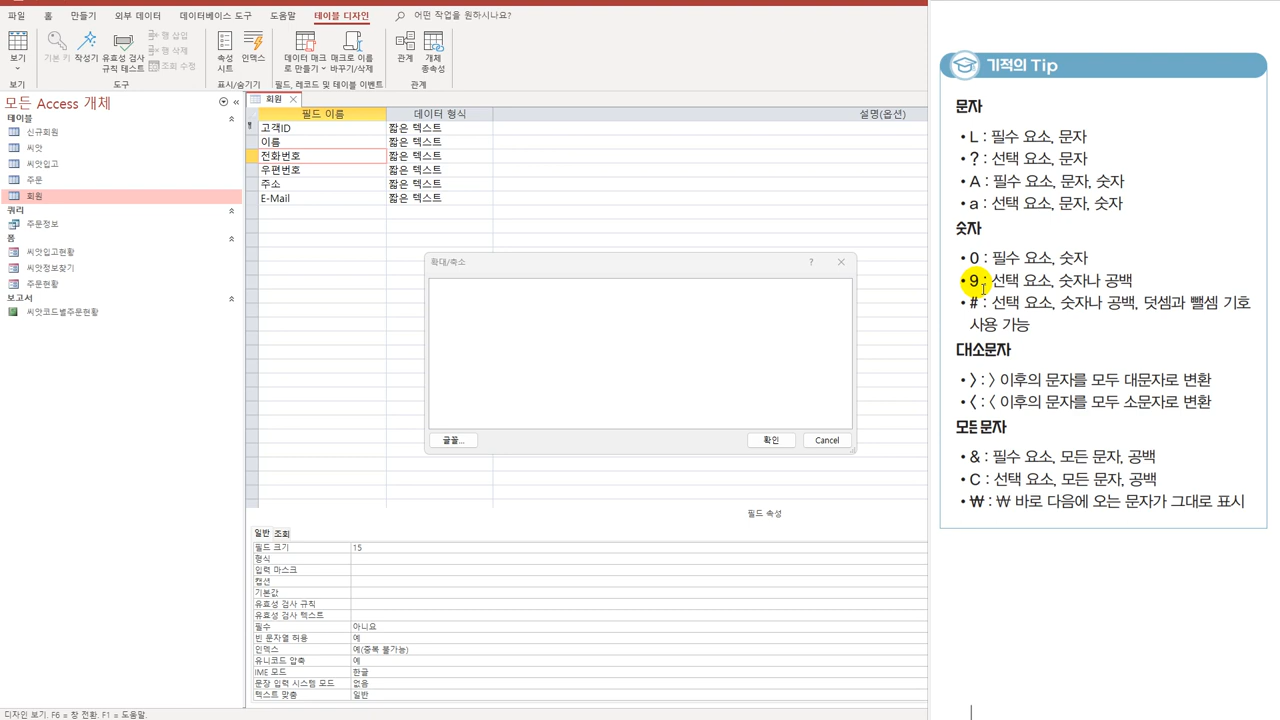 파일 홈 만들기 외부 데이터 데이터베이스 도구 도움말 테이블 디자인 어떤 작업을 원하시나요?
보기
기본 키
작성기
유효성 검사
규칙 테스트
행 삽입
행 삭제
조회 수정
속성
시트
인덱스
데이터 매크
로 만들기
매크로 이름
바꾸기/삭제
관계
개체
종속성
보기 도구 표시/숨기기 필드, 레코드 및 테이블 이벤트 관계
모든 Access 개체
테이블
신규회원
씨앗
씨앗입고
주문
회원
쿼리
주문정보
폼
씨앗입고현황
씨앗정보찾기
주문현황
보고서
씨앗코드별주문현황
회원
필드 이름 데이터 형식 설명(옵션)
고객ID 짧은 텍스트
이름 짧은 텍스트
전화번호 짧은 텍스트
우편번호 짧은 텍스트
주소 짧은 텍스트
E-Mail 짧은 텍스트
확대/축소 ?
글꼴... 확인 Cancel
필드 속성
일반 조회
필드 크기 15
형식
입력 마스크
캡션
기본값
유효성 검사 규칙
유효성 검사 텍스트
필수 아니요
빈 문자열 허용 예
인덱스 예(중복 불가능)
유니코드 압축 예
IME 모드 한글
문장 입력 시스템 모드 없음
텍스트 맞춤 일반
디자인 보기. F6 = 창 전환. F1 = 도움말.
기적의 Tip
문자
• L : 필수 요소, 문자
• ? : 선택 요소, 문자
• A : 필수 요소, 문자, 숫자
• a : 선택 요소, 문자, 숫자
숫자
• 0 : 필수 요소, 숫자
• 9 : 선택 요소, 숫자나 공백
• # : 선택 요소, 숫자나 공백, 덧셈과 뺄셈 기호
사용 가능
대소문자
• 〉 : 〉 이후의 문자를 모두 대문자로 변환
• 〈 : 〈 이후의 문자를 모두 소문자로 변환
모든 문자
• & : 필수 요소, 모든 문자, 공백
• C : 선택 요소, 모든 문자, 공백
• ₩ : ₩ 바로 다음에 오는 문자가 그대로 표시